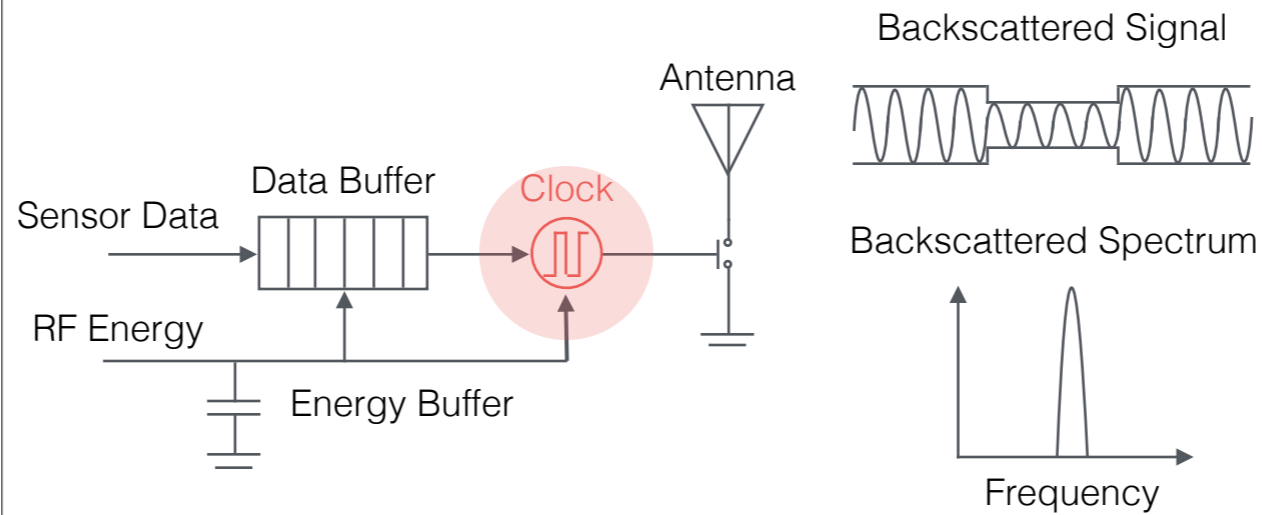 Backscattered Signal
Antenna
Data Buffer
Clock
Sensor Data
Backscattered Spectrum
RF Energy
Energy Buffer
Frequency